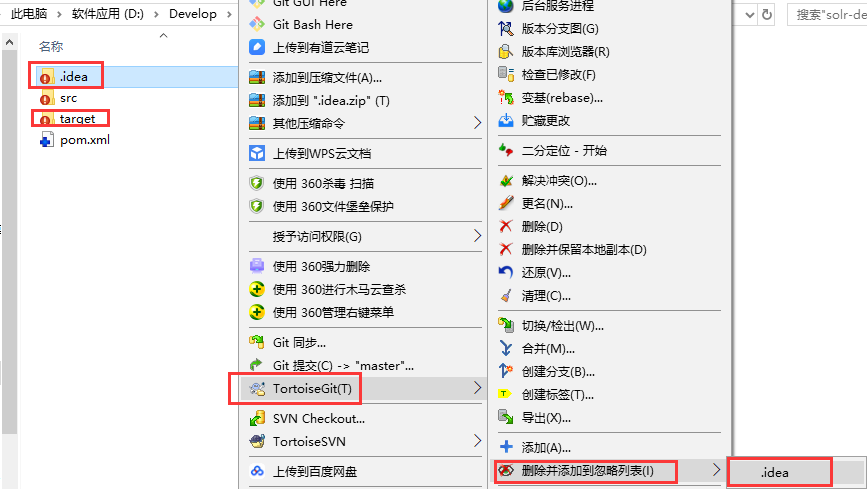 此电脑 › 软件应用 (D:) › Develop ›
搜索"solr-de
名称
.idea
src
target
pom.xml
Git GUI Here
Git Bash Here
上传到有道云笔记
添加到压缩文件(A)...
添加到 ".idea.zip" (T)
其他压缩命令
上传到WPS云文档
使用 360杀毒 扫描
使用 360文件堡垒保护
授予访问权限(G)
使用 360强力删除
使用 360进行木马云查杀
使用 360管理右键菜单
Git 同步...
Git 提交(C) -> "master"...
TortoiseGit(T)
SVN Checkout...
TortoiseSVN
上传到百度网盘
后台服务进程
版本分支图(G)
版本库浏览器(R)
检查已修改(F)
变基(rebase)...
贮藏更改
二分定位 - 开始
解决冲突(O)...
更名(N)...
删除(D)
删除并保留本地副本(D)
还原(V)...
清理(C)...
切换/检出(W)...
合并(M)...
创建分支(B)...
创建标签(T)...
导出(X)...
添加(A)...
删除并添加到忽略列表(I)
.idea